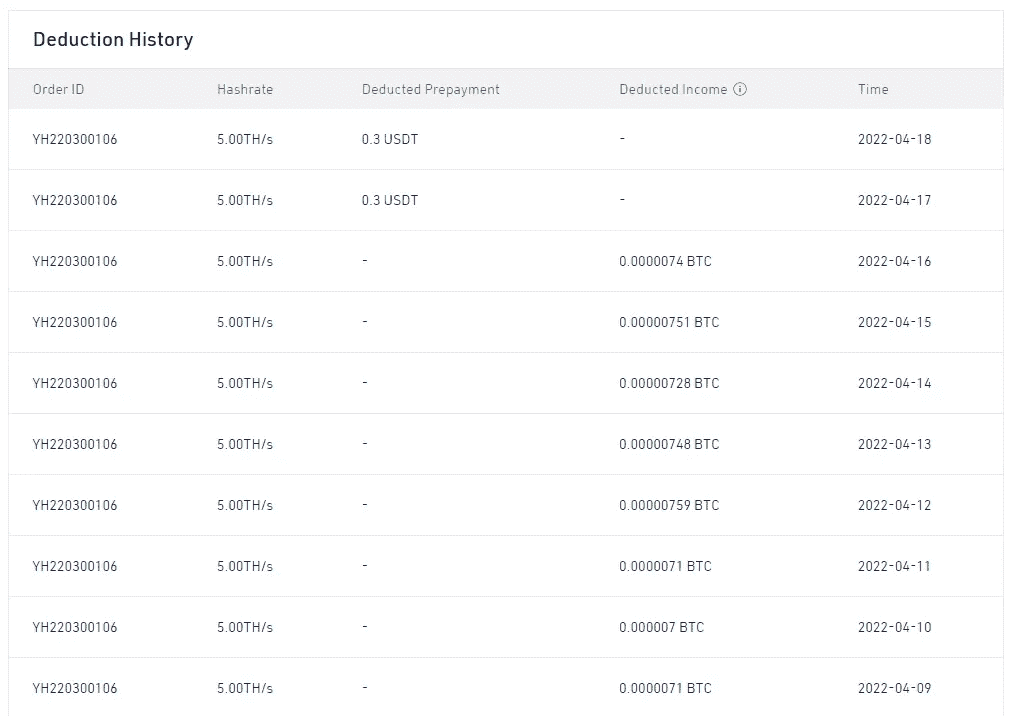 Deduction History
Order ID Hashrate Deducted Prepayment Deducted Income Time
YH220300106 5.00TH/s 0.3 USDT - 2022-04-18
YH220300106 5.00TH/s 0.3 USDT - 2022-04-17
YH220300106 5.00TH/s - 0.0000074 BTC 2022-04-16
YH220300106 5.00TH/s - 0.00000751 BTC 2022-04-15
YH220300106 5.00TH/s - 0.00000728 BTC 2022-04-14
YH220300106 5.00TH/s - 0.00000748 BTC 2022-04-13
YH220300106 5.00TH/s - 0.00000759 BTC 2022-04-12
YH220300106 5.00TH/s - 0.0000071 BTC 2022-04-11
YH220300106 5.00TH/s - 0.000007 BTC 2022-04-10
YH220300106 5.00TH/s - 0.0000071 BTC 2022-04-09